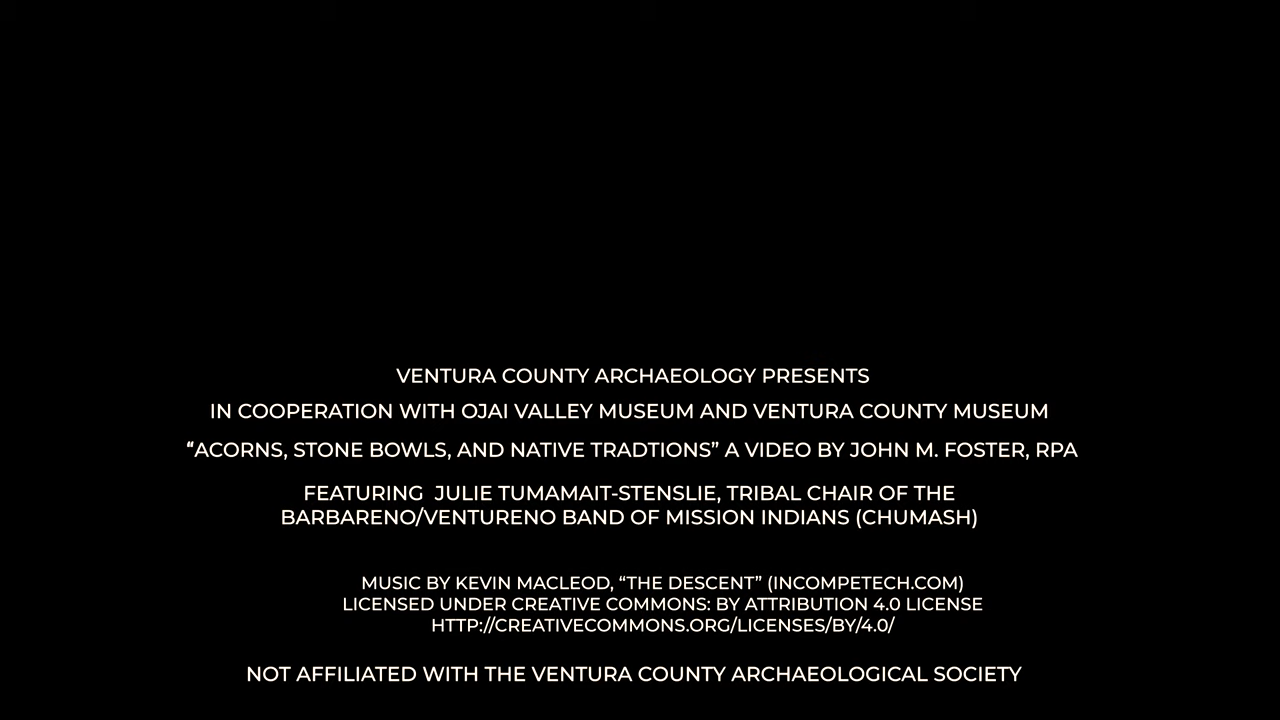 VENTURA COUNTY ARCHAEOLOGY PRESENTS
IN COOPERATION WITH OJAI VALLEY MUSEUM AND VENTURA COUNTY MUSEUM
“ACORNS, STONE BOWLS, AND NATIVE TRADTIONS” A VIDEO BY JOHN M. FOSTER, RPA
FEATURING  JULIE TUMAMAIT-STENSLIE, TRIBAL CHAIR OF THE
BARBARENO/VENTURENO BAND OF MISSION INDIANS (CHUMASH)
MUSIC BY KEVIN MACLEOD, “THE DESCENT” (INCOMPETECH.COM)
LICENSED UNDER CREATIVE COMMONS: BY ATTRIBUTION 4.0 LICENSE
HTTP://CREATIVECOMMONS.ORG/LICENSES/BY/4.0/
NOT AFFILIATED WITH THE VENTURA COUNTY ARCHAEOLOGICAL SOCIETY